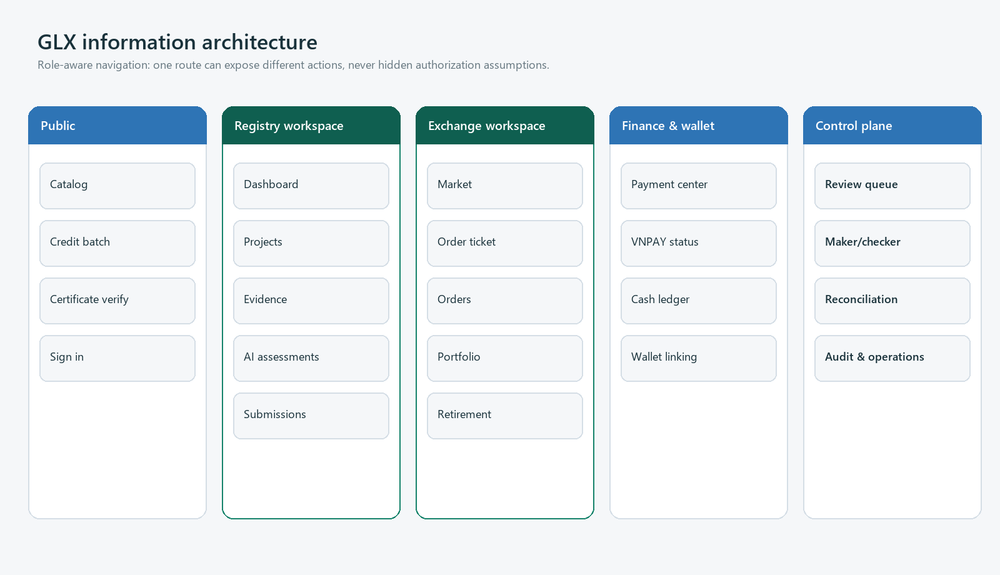 GLX information architecture
Role-aware navigation: one route can expose different actions, never hidden authorization assumptions.
Public
Catalog
Credit batch
Certificate verify
Sign in
Registry workspace
Dashboard
Projects
Evidence
AI assessments
Submissions
Exchange workspace
Market
Order ticket
Orders
Portfolio
Retirement
Finance & wallet
Payment center
VNPAY status
Cash ledger
Wallet linking
Control plane
Review queue
Maker/checker
Reconciliation
Audit & operations